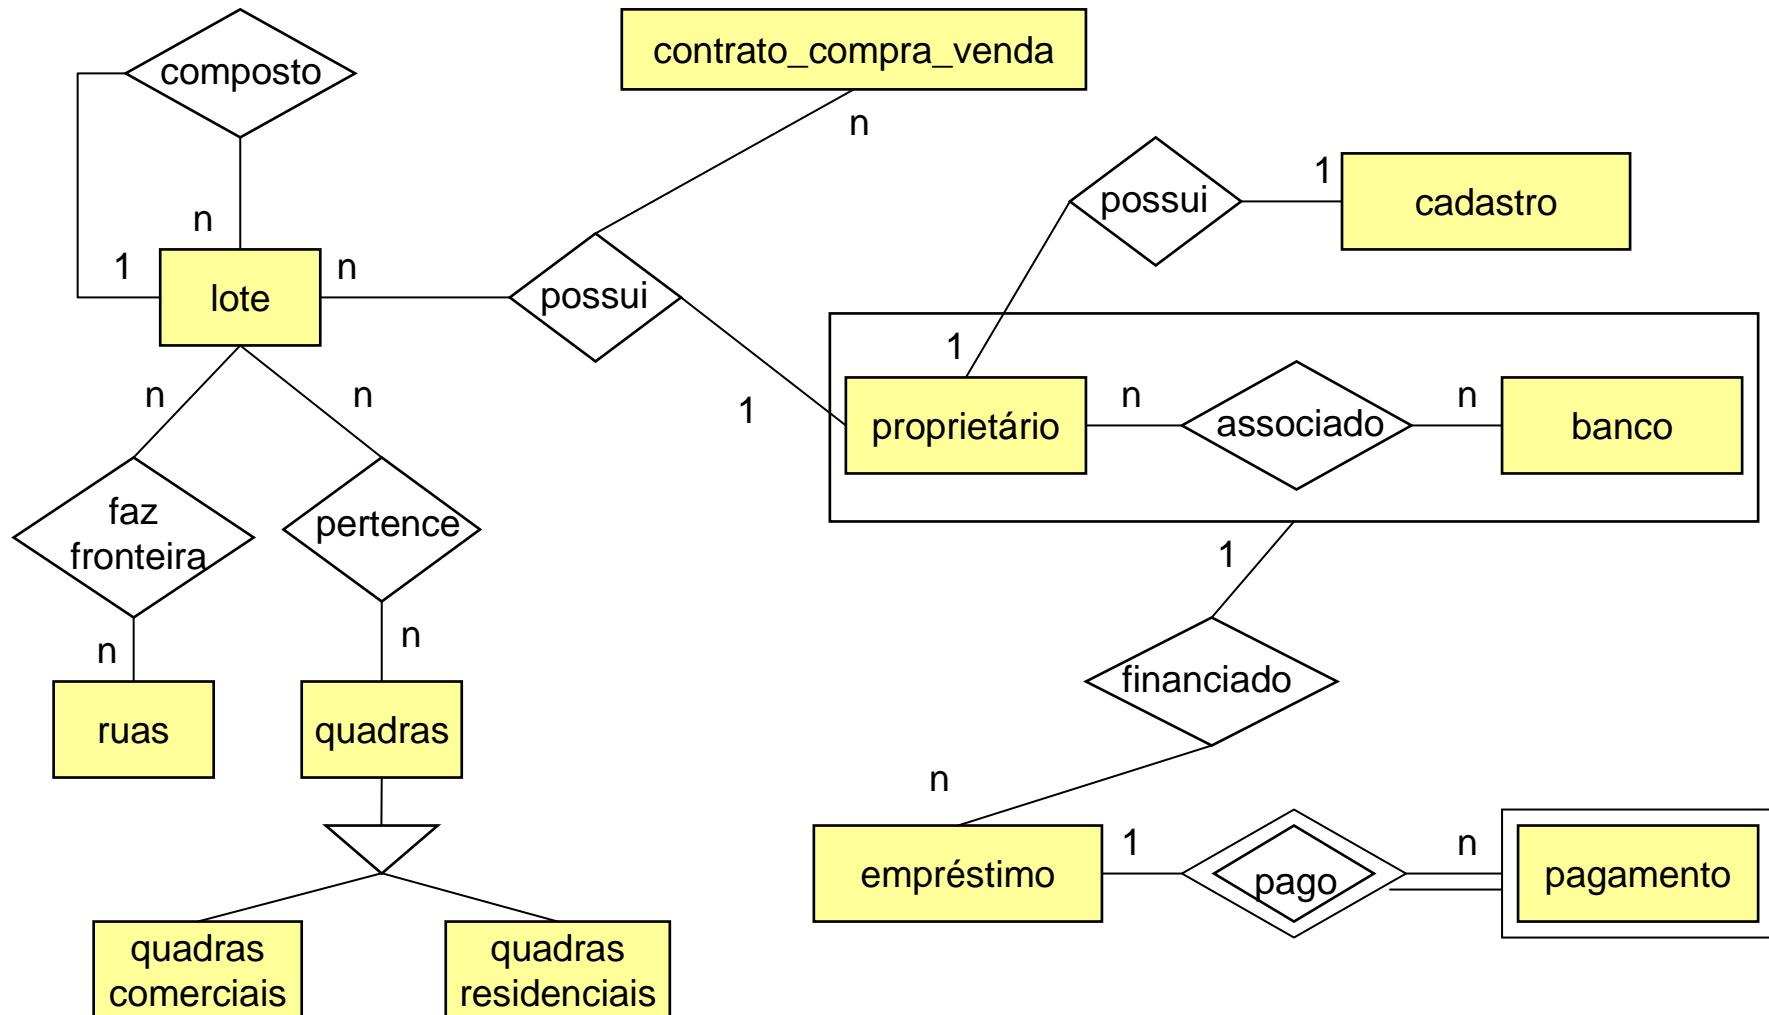 contrato_compra_venda
composto
n
possui
1
cadastro
n
1
n
lote
possui
1
n
n
1
proprietário
n
associado
n
banco
faz
fronteira
pertence
1
n
n
financiado
ruas
quadras
n
empréstimo
1
pago
n
pagamento
quadras
comerciais
quadras
residenciais